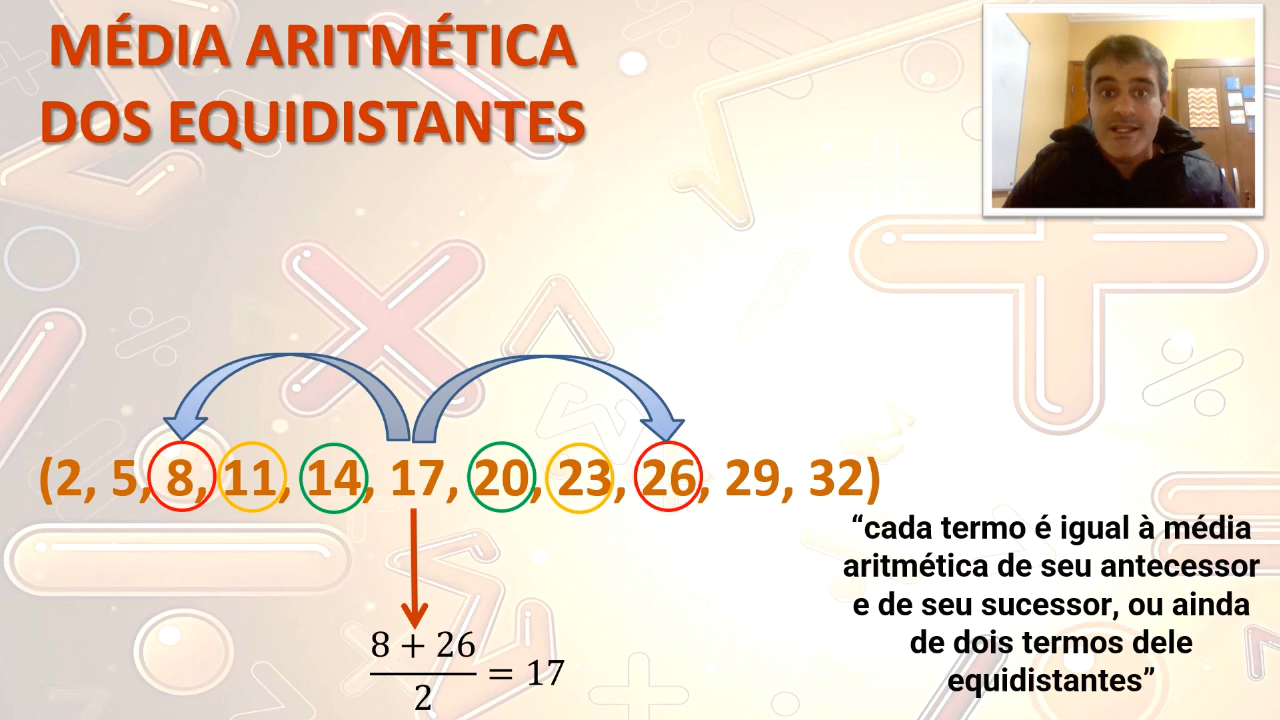 MÉDIA ARITMÉTICA
DOS EQUIDISTANTES
(2, 5, 8, 11, 14, 17, 20, 23, 26, 29, 32)
“cada termo é igual à média
aritmética de seu antecessor
e de seu sucessor, ou ainda
de dois termos dele
equidistantes”
8 + 26
2
= 17